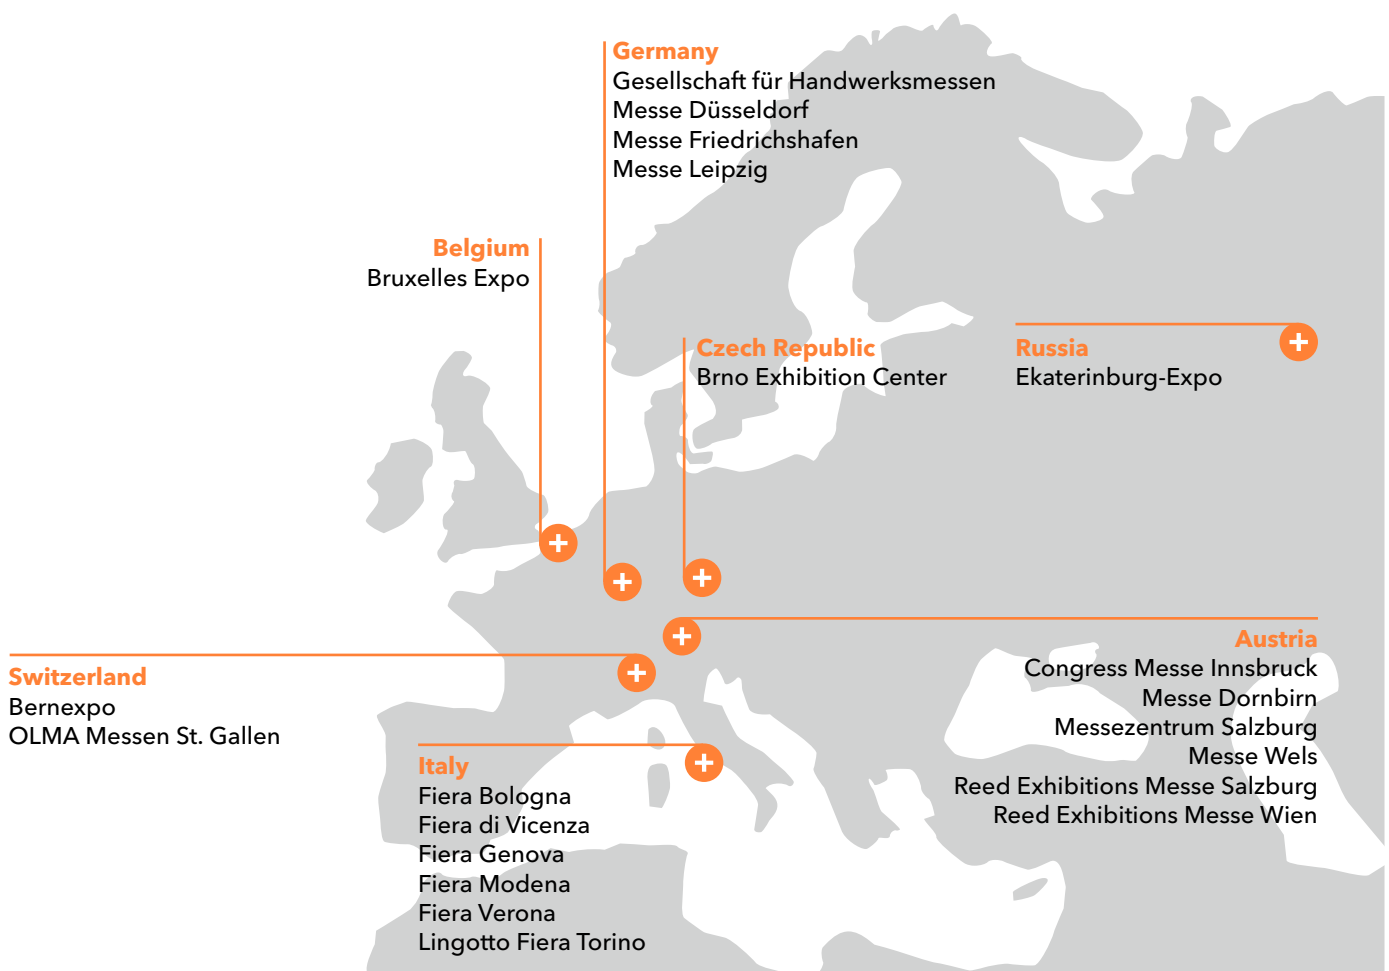 Germany
Gesellschaft für Handwerksmessen
Messe Düsseldorf
Messe Friedrichshafen
Messe Leipzig
Belgium
Bruxelles Expo
Czech Republic
Brno Exhibition Center
Russia
Ekaterinburg-Expo
Austria
Congress Messe Innsbruck
Messe Dornbirn
Messezentrum Salzburg
Messe Wels
Reed Exhibitions Messe Salzburg
Reed Exhibitions Messe Wien
Switzerland
Bernexpo
OLMA Messen St. Gallen
Italy
Fiera Bologna
Fiera di Vicenza
Fiera Genova
Fiera Modena
Fiera Verona
Lingotto Fiera Torino